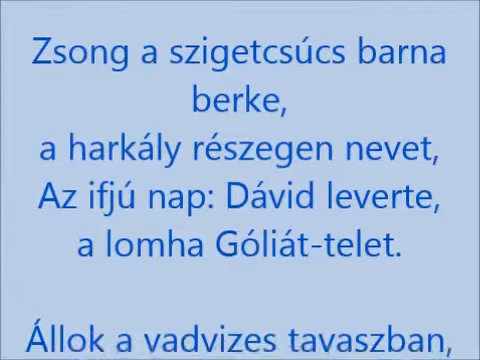 Zsong a szigetcsúcs barna
berke,
a harkály részegen nevet,
Az ifjú nap: Dávid leverte,
a lomha Góliát-telet.
Állok a vadvizes tavaszban,